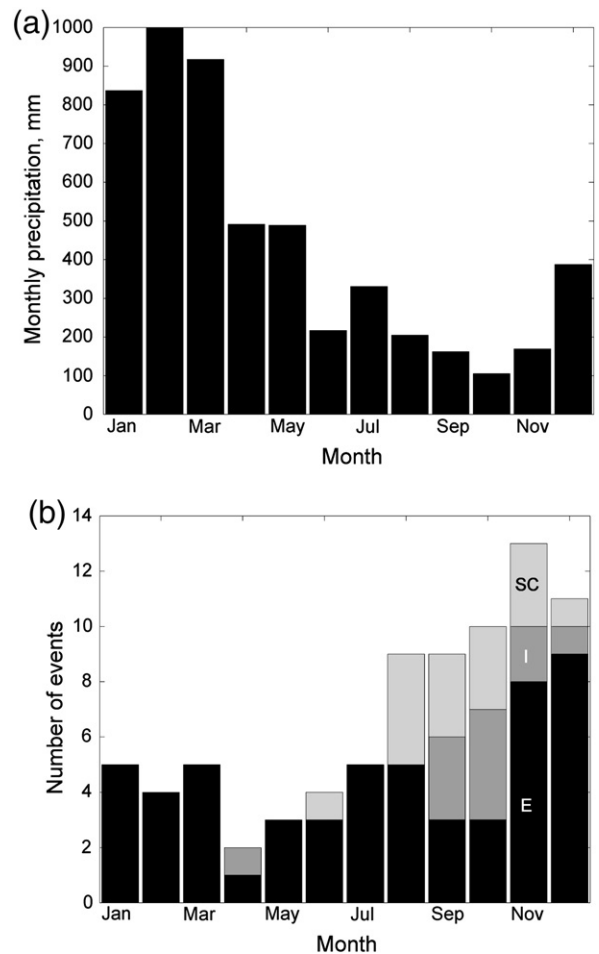 (a)
Monthly precipitation, mm
1000
900
800
700
600
500
400
300
200
100
0
Jan Mar May Jul Sep Nov
Month
(b)
Number of events
14
12
10
8
6
4
2
0
SC
I
E
Jan Mar May Jul Sep Nov
Month